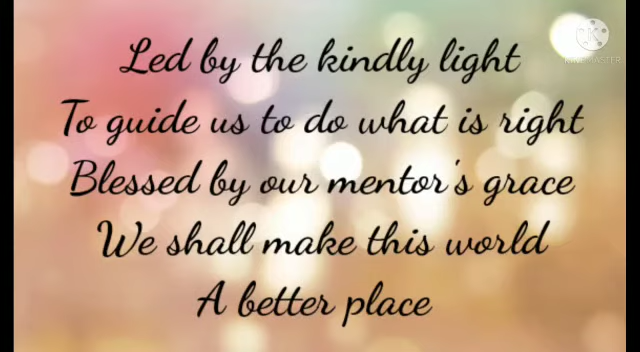 Led by the kindly light
To guide us to do what is right
Blessed by our mentor's grace
We shall make this world
A better place
KINEMASTER